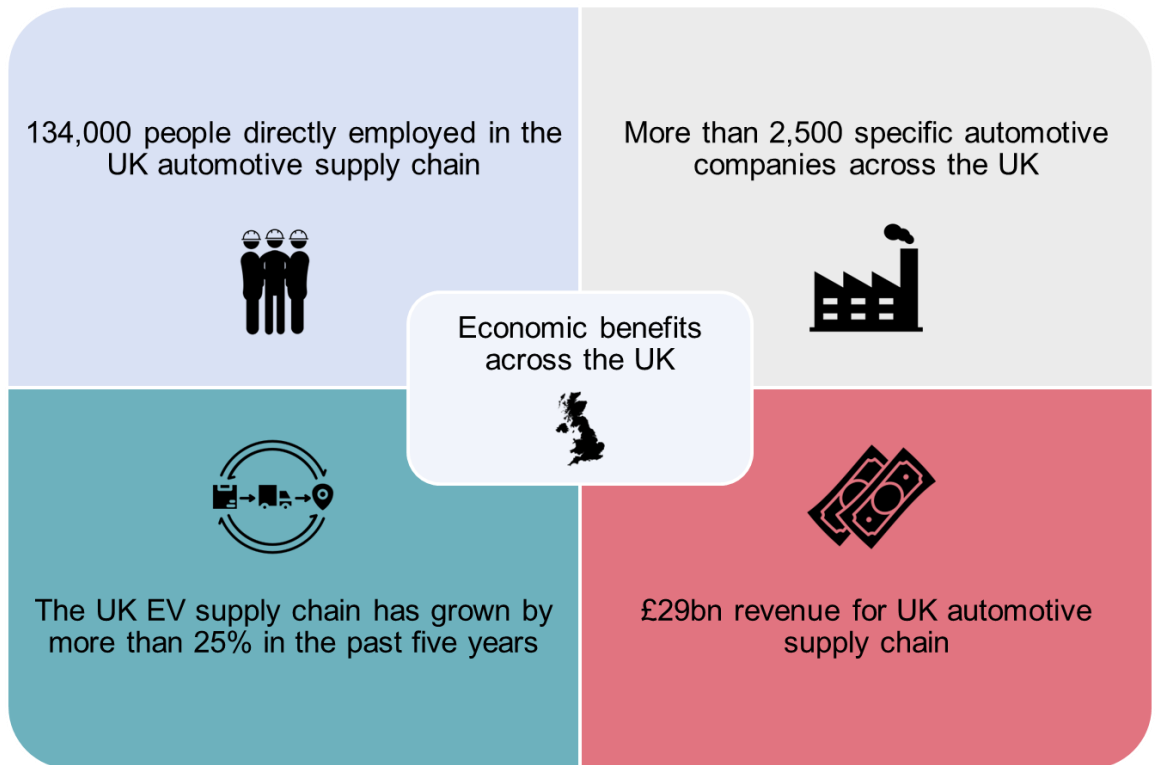 134,000 people directly employed in the
UK automotive supply chain
More than 2,500 specific automotive
companies across the UK
Economic benefits
across the UK
The UK EV supply chain has grown by
more than 25% in the past five years
£29bn revenue for UK automotive
supply chain